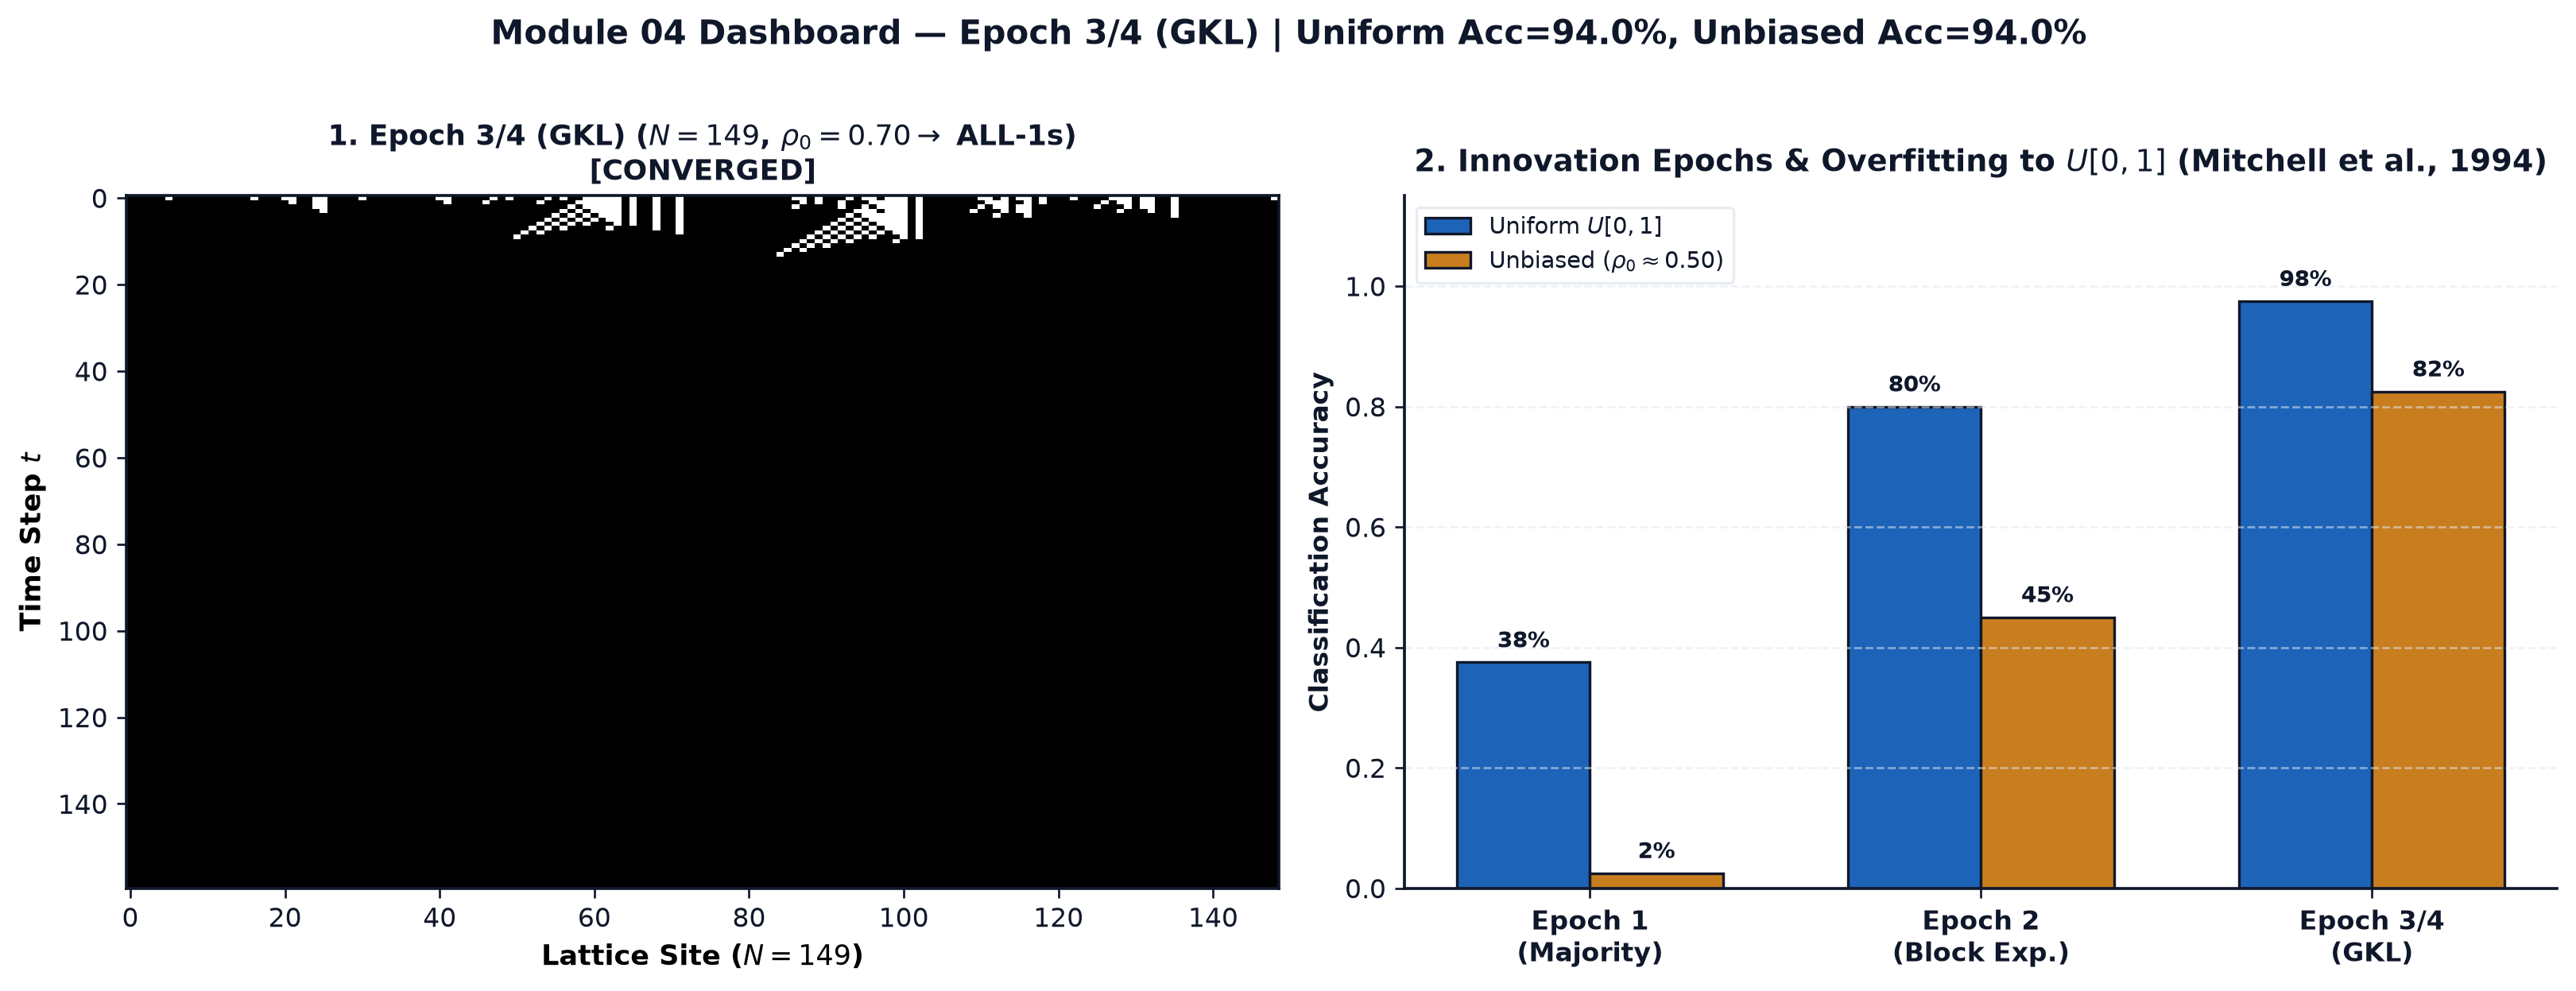 Module 04 Dashboard — Epoch 3/4 (GKL) | Uniform Acc=94.0%, Unbiased Acc=94.0%
1. Epoch 3/4 (GKL) (N = 149, ρ₀ = 0.70 → ALL-1s)
[CONVERGED]
0
20
40
60
80
100
120
140
Time Step t
0 20 40 60 80 100 120 140
Lattice Site (N = 149)
2. Innovation Epochs & Overfitting to U[0, 1] (Mitchell et al., 1994)
Uniform U[0, 1]
Unbiased (ρ₀ ≈ 0.50)
1.0
0.8
0.6
0.4
0.2
0.0
Classification Accuracy
38%
2%
80%
45%
98%
82%
Epoch 1
(Majority)
Epoch 2
(Block Exp.)
Epoch 3/4
(GKL)